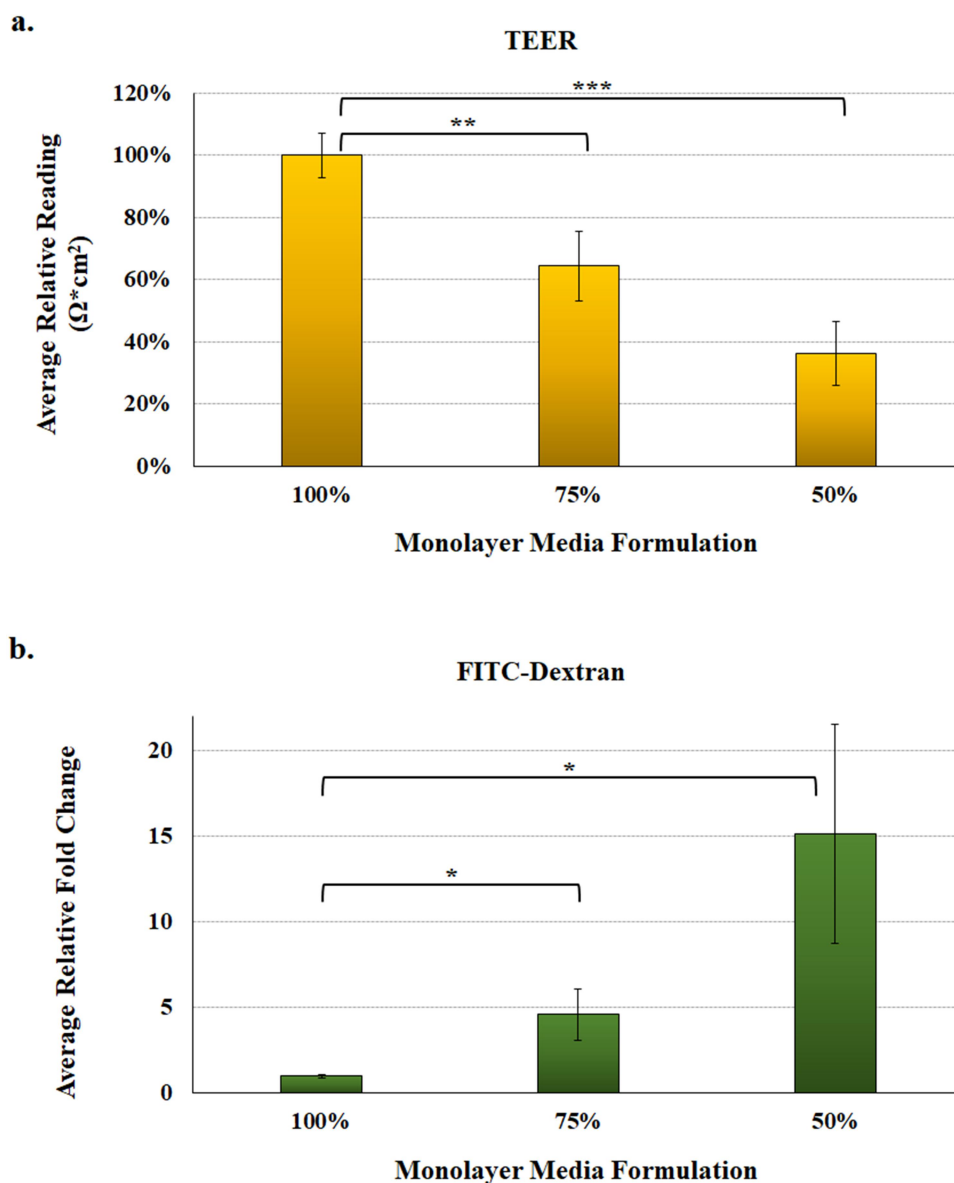 a.
TEER
***
**
120%
100%
80%
60%
40%
20%
0%
Average Relative Reading
(Ω*cm²)
100% 75% 50%
Monolayer Media Formulation
b.
FITC-Dextran
*
*
20
15
10
5
0
Average Relative Fold Change
100% 75% 50%
Monolayer Media Formulation